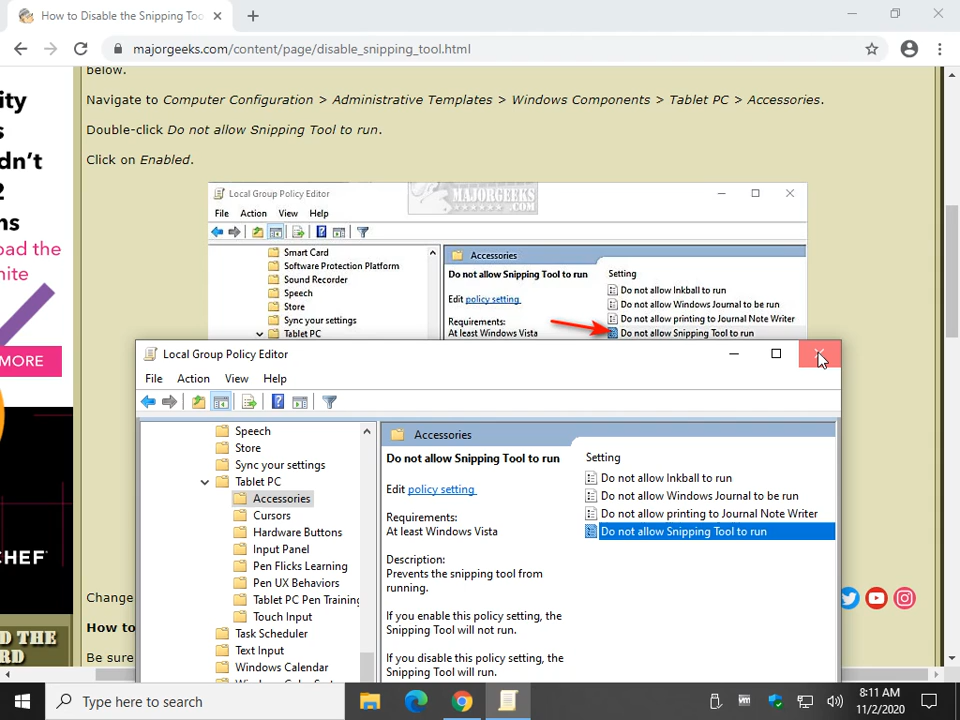 How to Disable the Snipping Too
majorgeeks.com/content/page/disable_snipping_tool.html
below.
Navigate to Computer Configuration > Administrative Templates > Windows Components > Tablet PC > Accessories.
Double-click Do not allow Snipping Tool to run.
Click on Enabled.
Local Group Policy Editor
MAJORGEEKS
.COM
File Action View Help
Smart Card
Software Protection Platform
Sound Recorder
Speech
Store
Sync your settings
Tablet PC
Accessories
Do not allow Snipping Tool to run
Edit policy setting.
Requirements:
At least Windows Vista
Setting
Do not allow Inkball to run
Do not allow Windows Journal to be run
Do not allow printing to Journal Note Writer
Do not allow Snipping Tool to run
Local Group Policy Editor
File Action View Help
Speech
Store
Sync your settings
Tablet PC
Accessories
Cursors
Hardware Buttons
Input Panel
Pen Flicks Learning
Pen UX Behaviors
Tablet PC Pen Training
Touch Input
Task Scheduler
Text Input
Windows Calendar
Accessories
Do not allow Snipping Tool to run
Edit policy setting.
Requirements:
At least Windows Vista
Description:
Prevents the snipping tool from
running.
If you enable this policy setting, the
Snipping Tool will not run.
If you disable this policy setting, the
Snipping Tool will run.
Setting
Do not allow Inkball to run
Do not allow Windows Journal to be run
Do not allow printing to Journal Note Writer
Do not allow Snipping Tool to run
ity
s
dn't
2
ms
oad the
nite
MORE
CHEF
D THE
RD
Change
How to
Be sure
Type here to search
vm
8:11 AM
11/2/2020